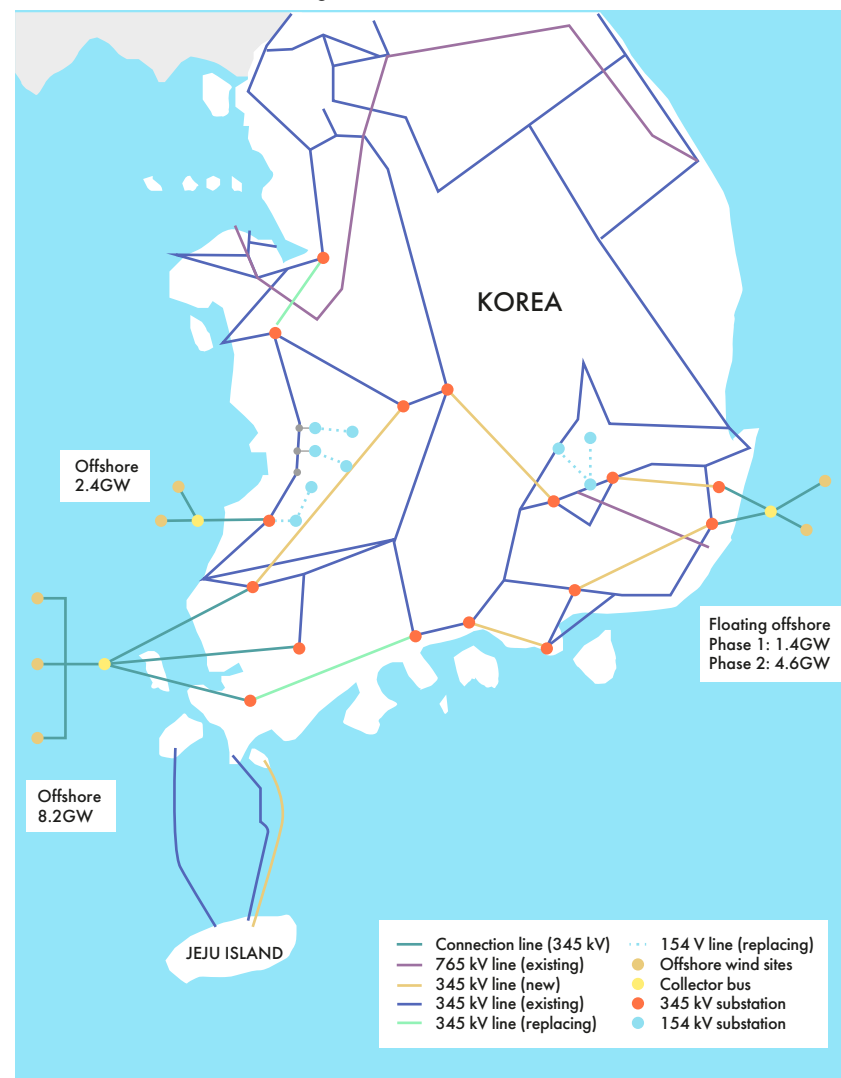 KOREA
Offshore
2.4GW
Floating offshore
Phase 1: 1.4GW
Phase 2: 4.6GW
Offshore
8.2GW
JEJU ISLAND
Connection line (345 kV)
765 kV line (existing)
345 kV line (new)
345 kV line (existing)
345 kV line (replacing)
154 V line (replacing)
Offshore wind sites
Collector bus
345 kV substation
154 kV substation